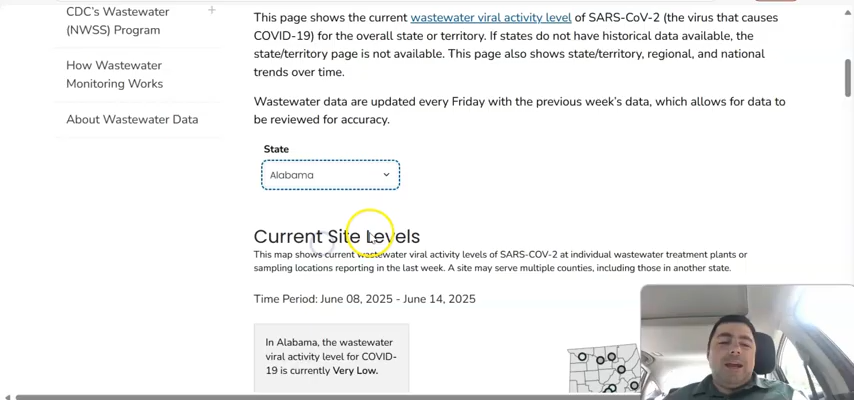 CDC's Wastewater
(NWSS) Program
+
How Wastewater
Monitoring Works
About Wastewater Data
This page shows the current wastewater viral activity level of SARS-CoV-2 (the virus that causes
COVID-19) for the overall state or territory. If states do not have historical data available, the
state/territory page is not available. This page also shows state/territory, regional, and national
trends over time.
Wastewater data are updated every Friday with the previous week's data, which allows for data to
be reviewed for accuracy.
State
Alabama
Current Site Levels
This map shows current wastewater viral activity levels of SARS-COV-2 at individual wastewater treatment plants or
sampling locations reporting in the last week. A site may serve multiple counties, including those in another state.
Time Period: June 08, 2025 - June 14, 2025
In Alabama, the wastewater
viral activity level for COVID-
19 is currently Very Low.